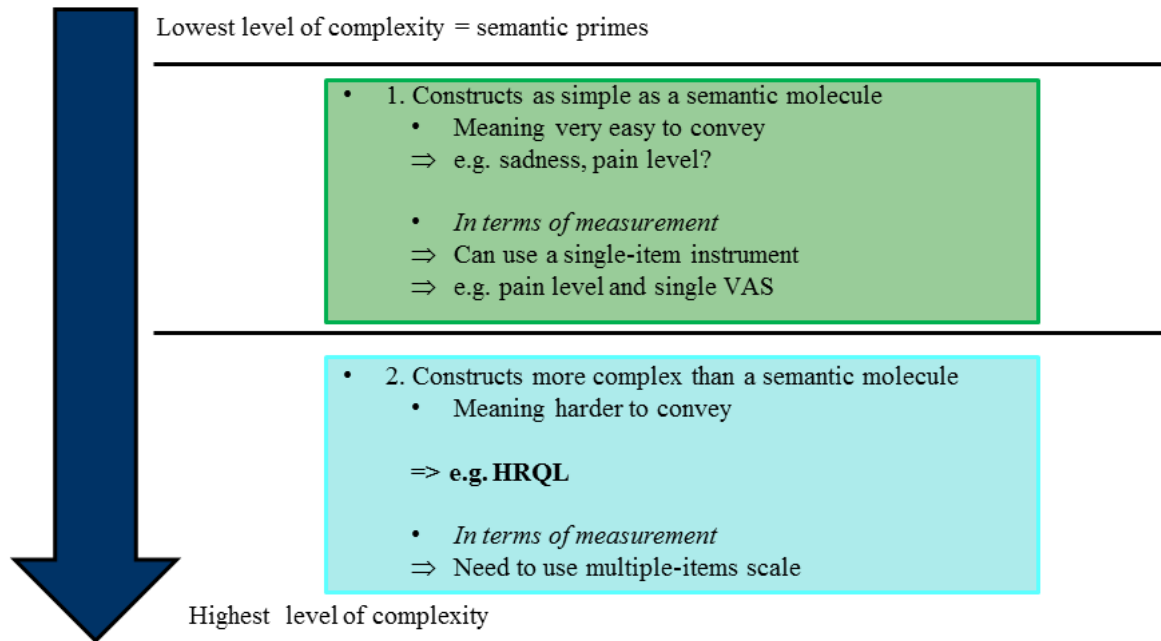 Lowest level of complexity = semantic primes
• 1. Constructs as simple as a semantic molecule
• Meaning very easy to convey
⇒ e.g. sadness, pain level?
• In terms of measurement
⇒ Can use a single-item instrument
⇒ e.g. pain level and single VAS
• 2. Constructs more complex than a semantic molecule
• Meaning harder to convey
=> e.g. HRQL
• In terms of measurement
⇒ Need to use multiple-items scale
Highest level of complexity